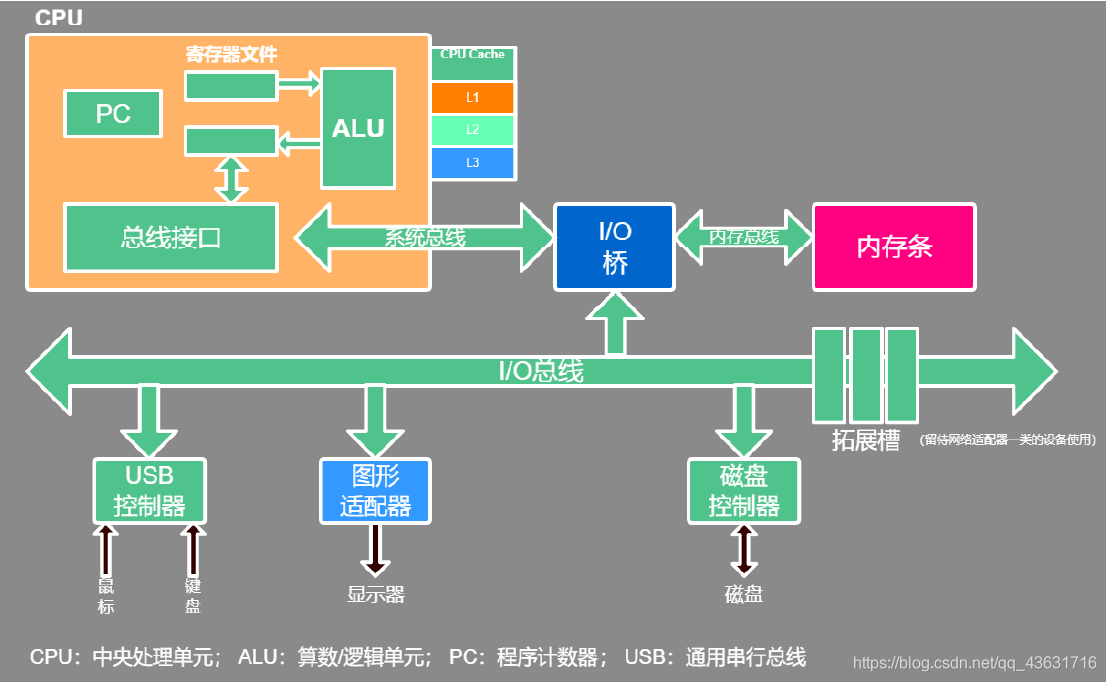 CPU
寄存器文件
CPU Cache
PC
ALU
L1
L2
L3
总线接口
系统总线
I/O
桥
内存总线
内存条
I/O总线
拓展槽
(留待网络适配器一类的设备使用)
USB
控制器
图形
适配器
磁盘
控制器
鼠
标
键
盘
显示器
磁盘
CPU：中央处理单元； ALU：算数/逻辑单元； PC：程序计数器； USB：通用串行总线
https://blog.csdn.net/qq_43631716